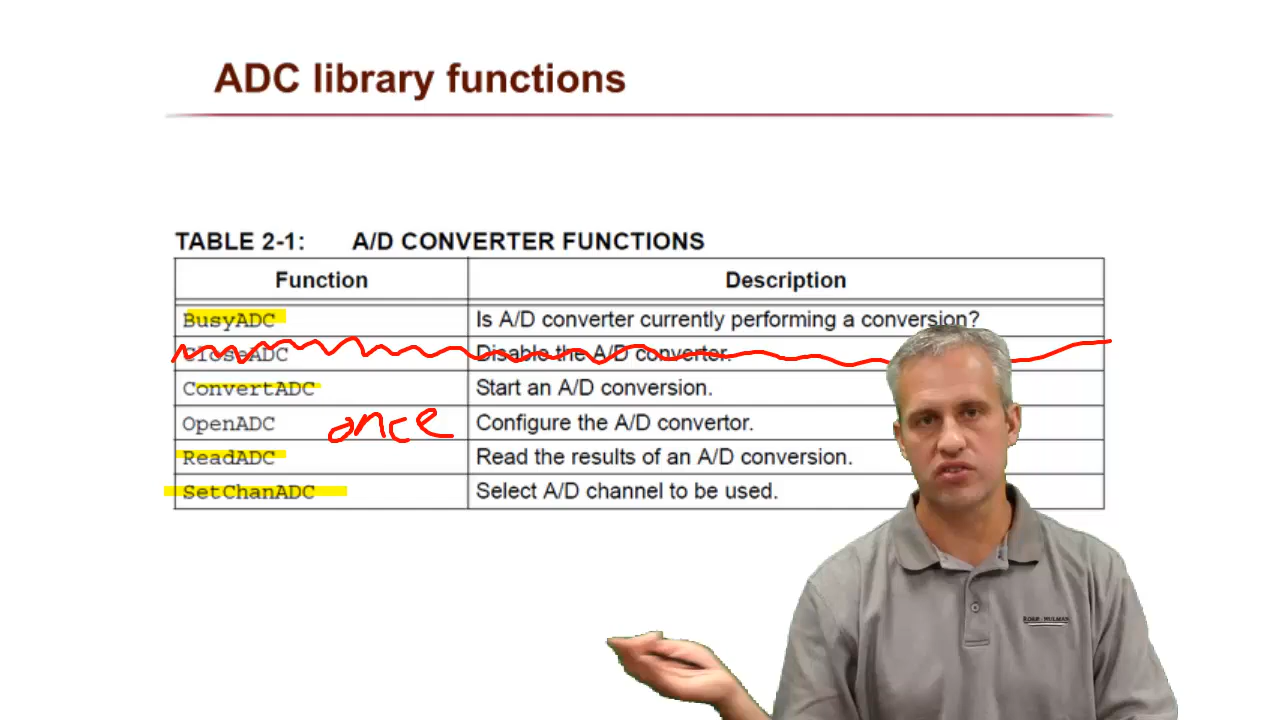 ADC library functions
TABLE 2-1: A/D CONVERTER FUNCTIONS
Function Description
BusyADC Is A/D converter currently performing a conversion?
CloseADC Disable the A/D converter.
ConvertADC Start an A/D conversion.
OpenADC once Configure the A/D convertor.
ReadADC Read the results of an A/D conversion.
SetChanADC Select A/D channel to be used.
ROSE-HULMAN